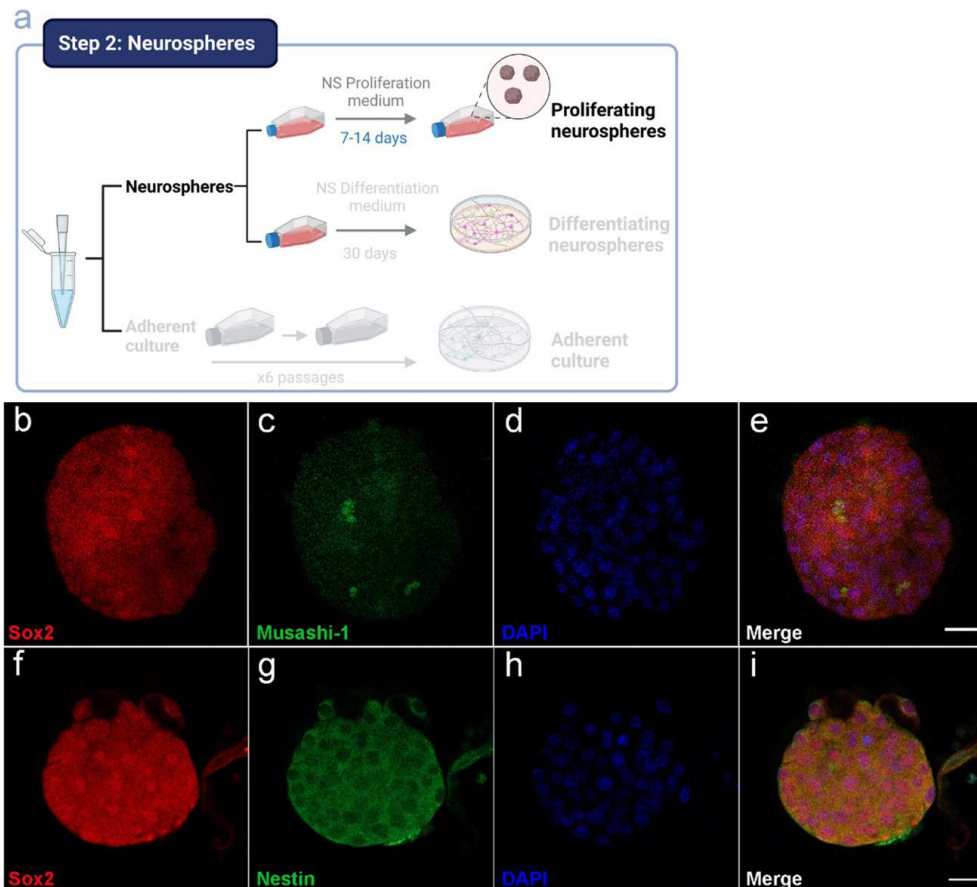 a
Step 2: Neurospheres
NS Proliferation
medium
7-14 days
Proliferating
neurospheres
Neurospheres
NS Differentiation
medium
30 days
Differentiating
neurospheres
Adherent
culture
x6 passages
Adherent
culture
b
c
d
e
Sox2
Musashi-1
DAPI
Merge
f
g
h
i
Sox2
Nestin
DAPI
Merge